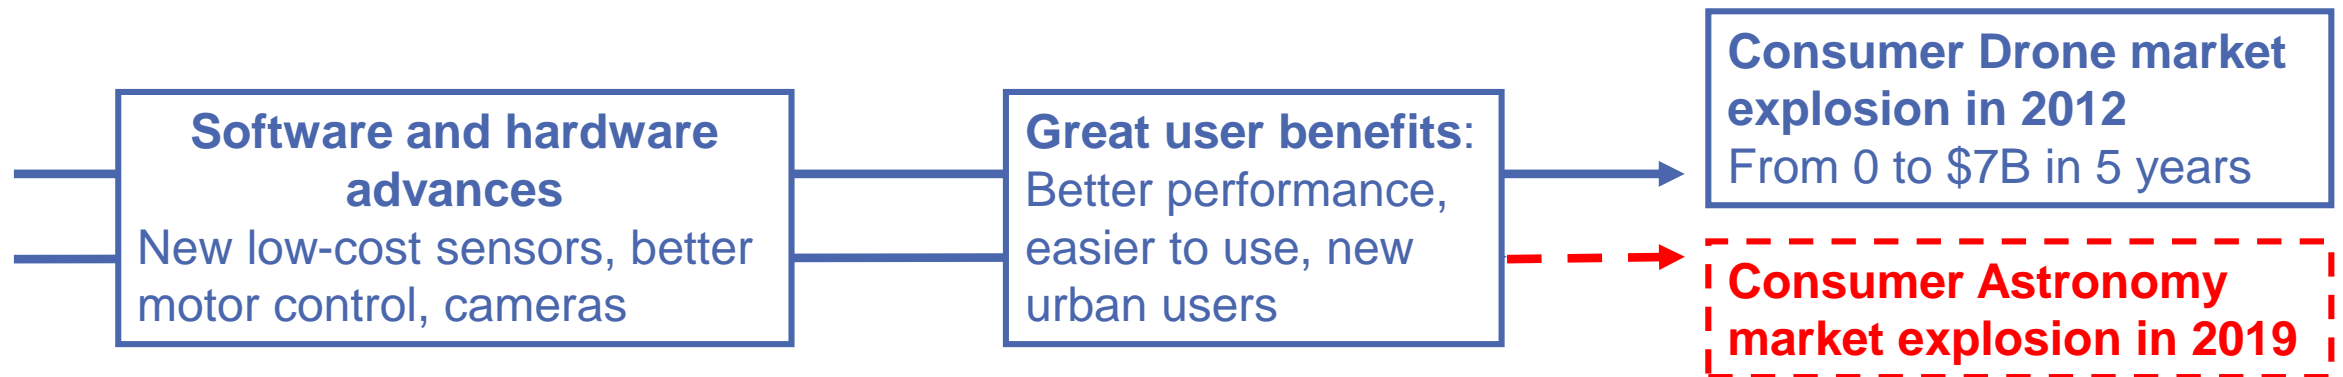 Software and hardware
advances
New low-cost sensors, better
motor control, cameras
Great user benefits:
Better performance,
easier to use, new
urban users
Consumer Drone market
explosion in 2012
From 0 to $7B in 5 years
Consumer Astronomy
market explosion in 2019